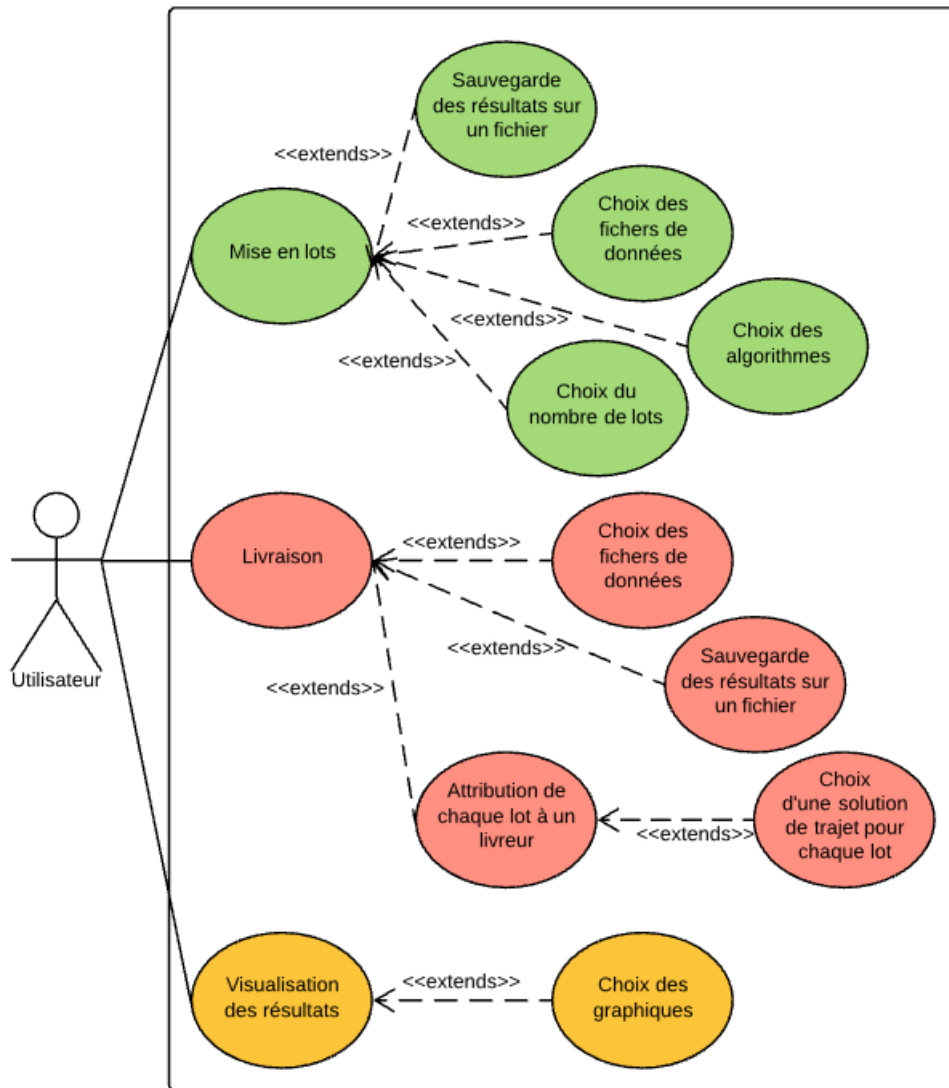 Sauvegarde
des résultats sur
un fichier
<<extends>>
Choix des
fichers de
données
<<extends>>
Mise en lots
<<extends>>
Choix des
algorithmes
<<extends>>
Choix du
nombre de lots
Livraison
<<extends>>
Choix des
fichers de
données
<<extends>>
Sauvegarde
des résultats sur
un fichier
Utilisateur
<<extends>>
Attribution de
chaque lot à un
livreur
<<extends>>
Choix
d'une solution
de trajet pour
chaque lot
Visualisation
des résultats
<<extends>>
Choix des
graphiques